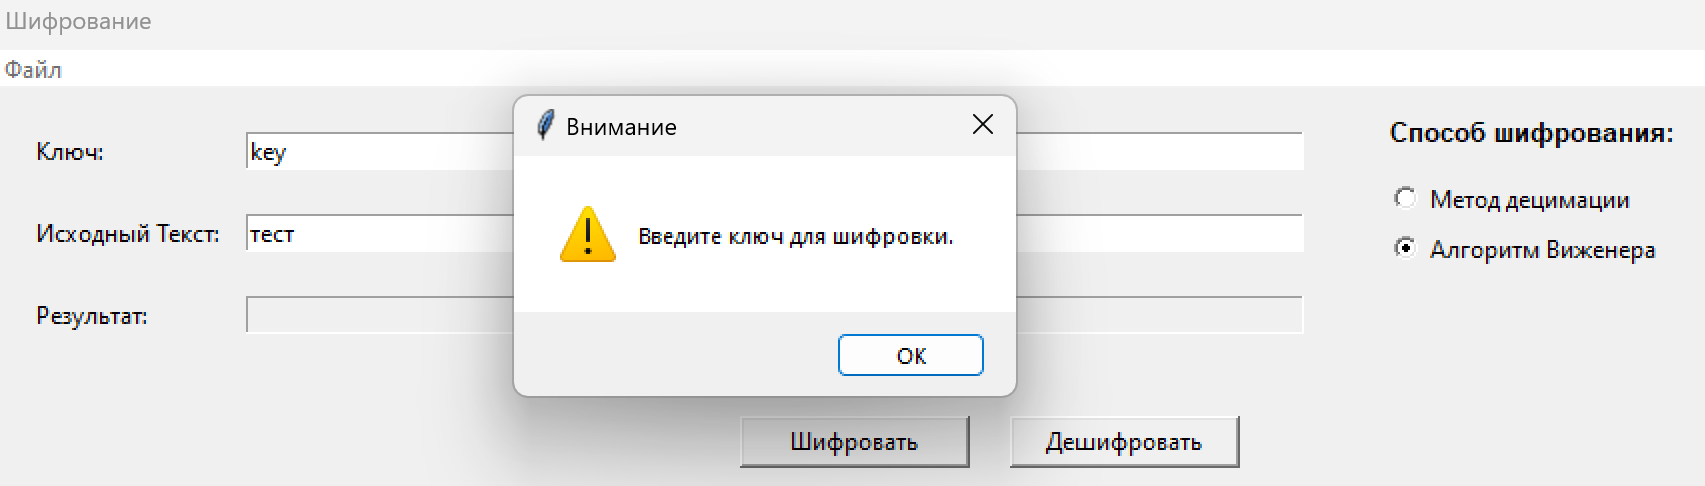 Шифрование
Файл
Внимание
Способ шифрования:
Ключ:
key
Метод децимации
Исходный Текст:
тест
Введите ключ для шифровки.
Алгоритм Виженера
Результат:
ОК
Шифровать
Дешифровать